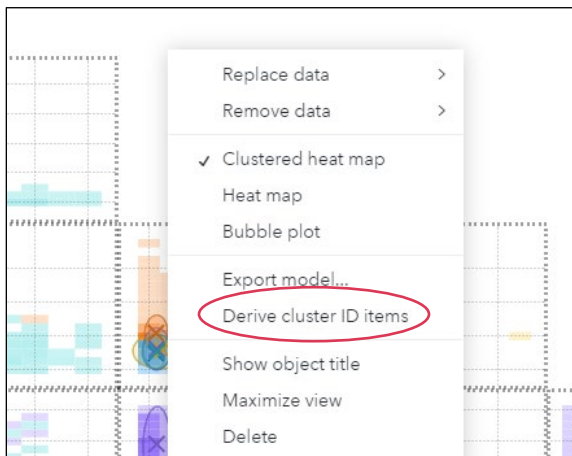 Replace data
Remove data
Clustered heat map
Heat map
Bubble plot
Export model...
Derive cluster ID items
Show object title
Maximize view
Delete